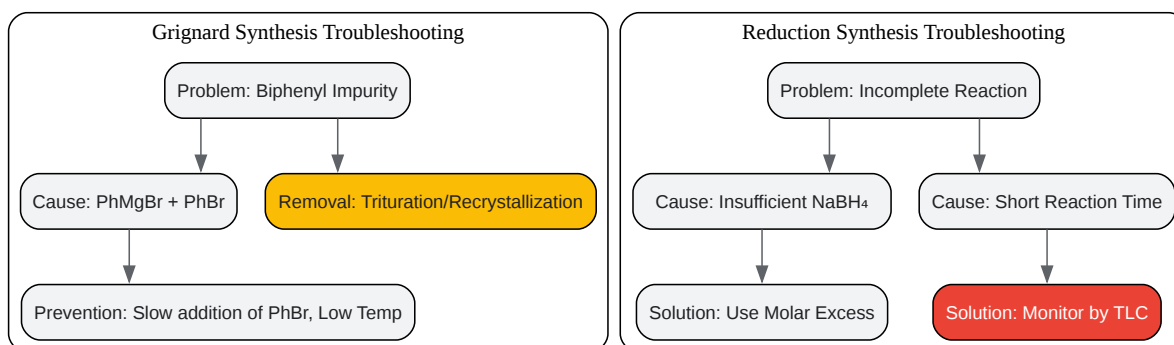 Grignard Synthesis Troubleshooting
Problem: Biphenyl Impurity
Cause: PhMgBr + PhBr
Removal: Trituration/Recrystallization
Prevention: Slow addition of PhBr, Low Temp
Reduction Synthesis Troubleshooting
Problem: Incomplete Reaction
Cause: Insufficient NaBH₄
Cause: Short Reaction Time
Solution: Use Molar Excess
Solution: Monitor by TLC